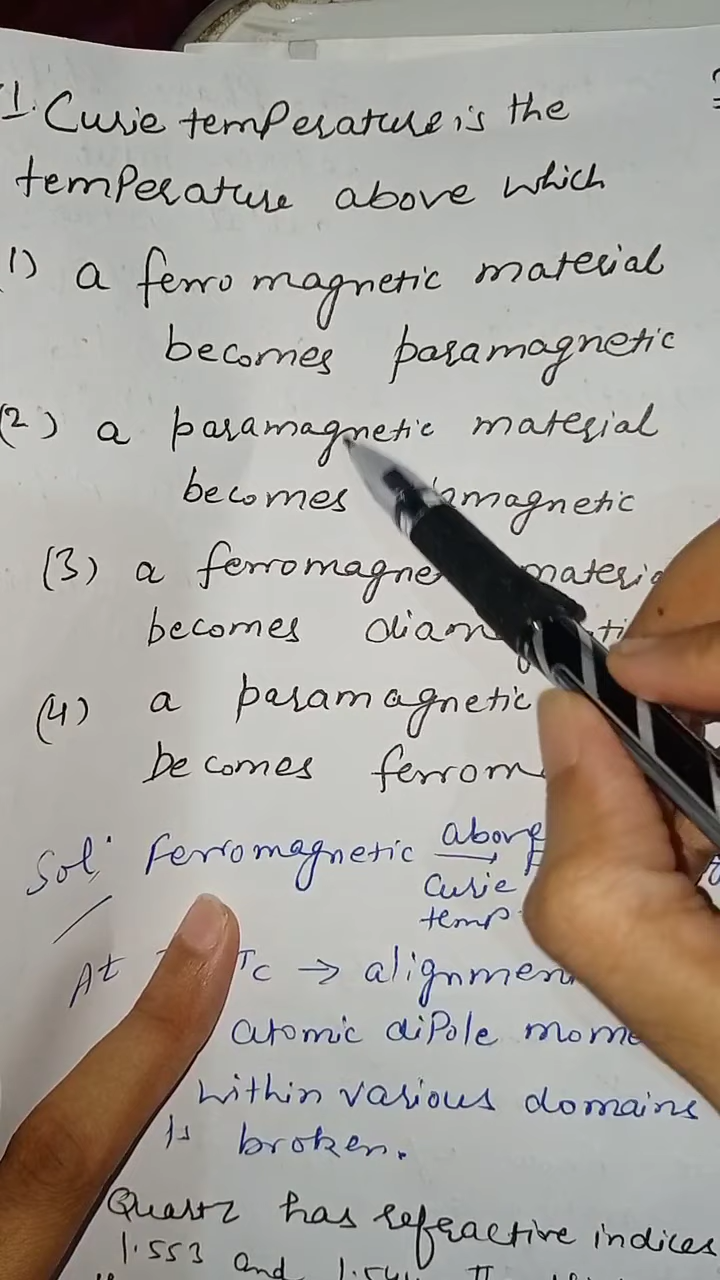 1. Curie temperature is the
temperature above which
1) a ferromagnetic material
becomes paramagnetic
(2) a paramagnetic material
becomes
(3) a ferromagne
becomes
(4) a paramagnetic
becomes
Sol: Ferromagnetic above
Curie
temp
At → alignmen
atomic dipole
within various domains
is broken.
Quartz has refractive indices
1.553 and